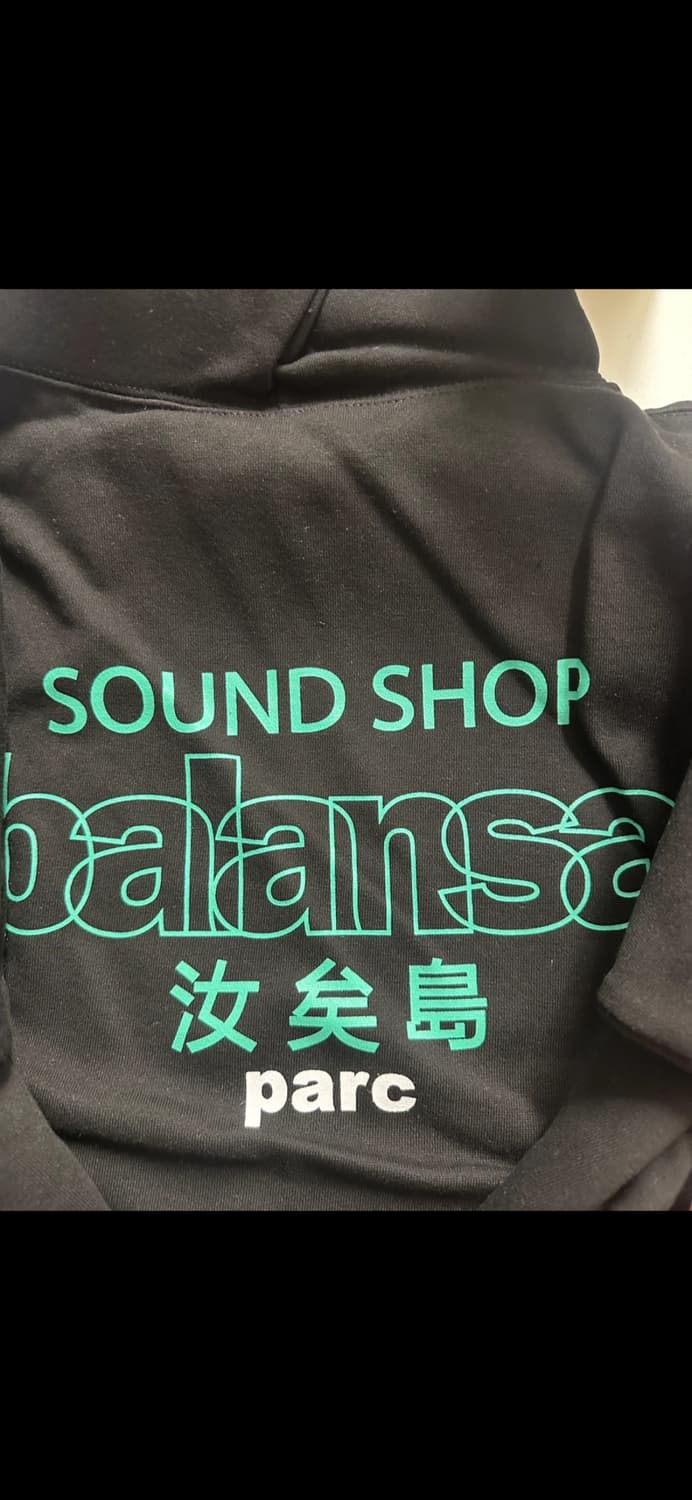 SOUND SHOP
balansa
汝矣島
parc